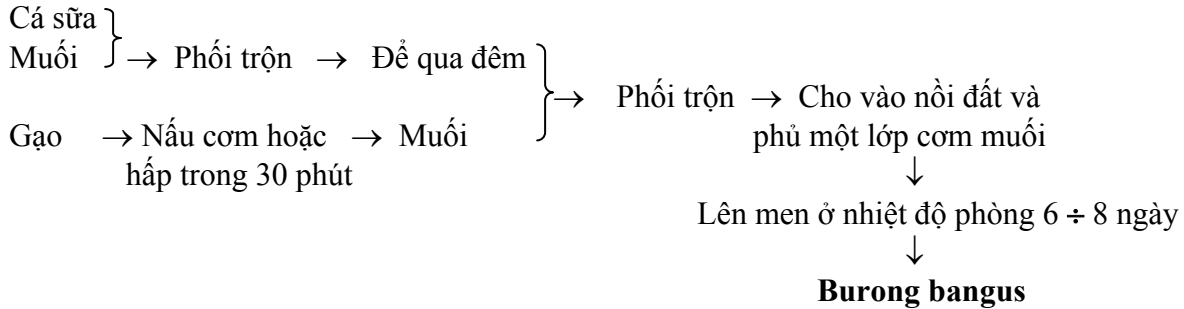 Cá sữa
Muối → Phối trộn → Để qua đêm
→ Phối trộn → Cho vào nồi đất và
Gạo → Nấu cơm hoặc → Muối
phủ một lớp cơm muối
hấp trong 30 phút
↓
Lên men ở nhiệt độ phòng 6 ÷ 8 ngày
↓
Burong bangus